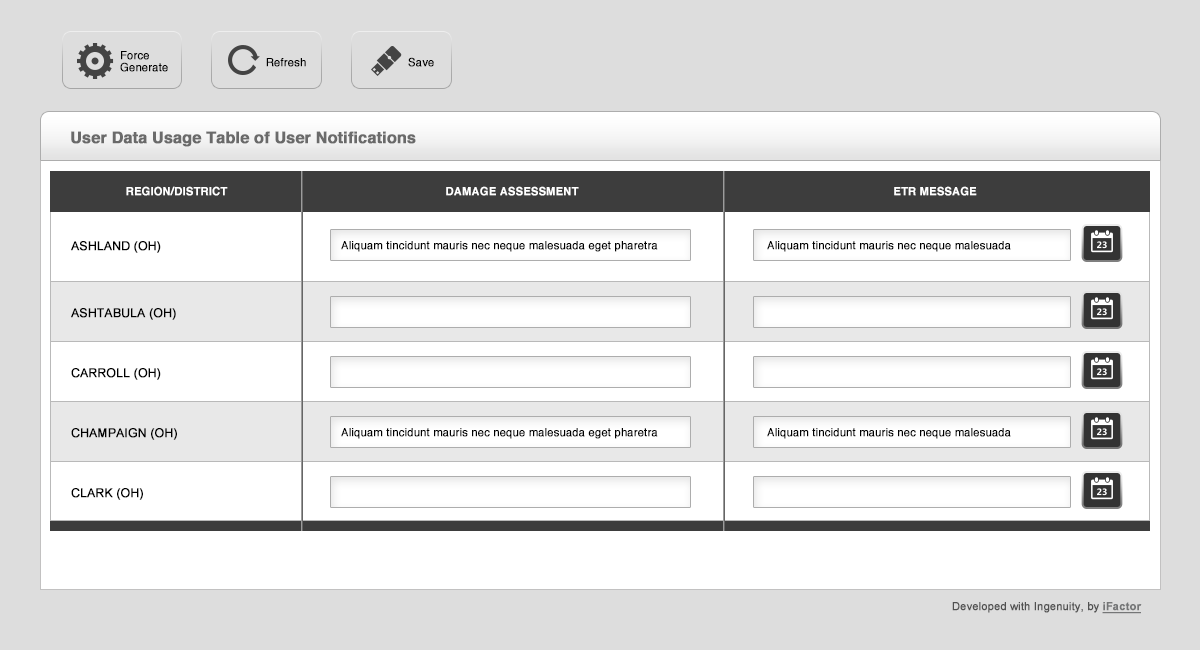 Force
Generate
Refresh
Save
User Data Usage Table of User Notifications
REGION/DISTRICT DAMAGE ASSESSMENT ETR MESSAGE
ASHLAND (OH) Aliquam tincidunt mauris nec neque malesuada eget pharetra Aliquam tincidunt mauris nec neque malesuada 23
ASHTABULA (OH) 23
CARROLL (OH) 23
CHAMPAIGN (OH) Aliquam tincidunt mauris nec neque malesuada eget pharetra Aliquam tincidunt mauris nec neque malesuada 23
CLARK (OH) 23
Developed with Ingenuity, by iFactor